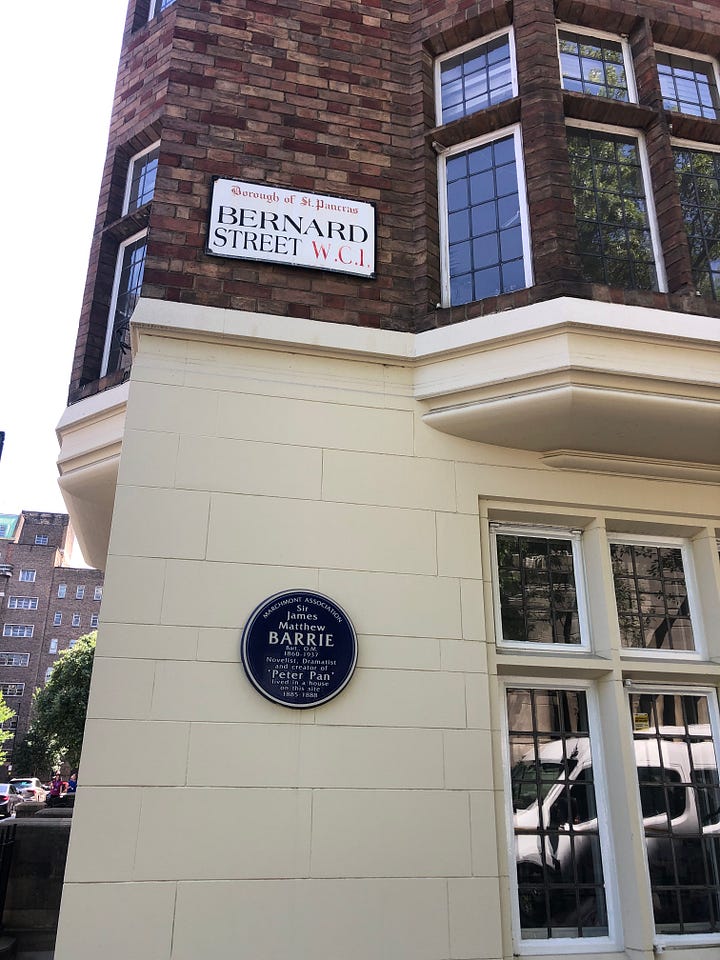 Borough of St. Pancras
BERNARD
STREET W.C.1.
MARCHMONT ASSOCIATION
Sir
James
Matthew
BARRIE
Bart., O.M.
1860-1937
Novelist, Dramatist
and creator of
'Peter Pan'
lived in a house
on this site
1885-1888